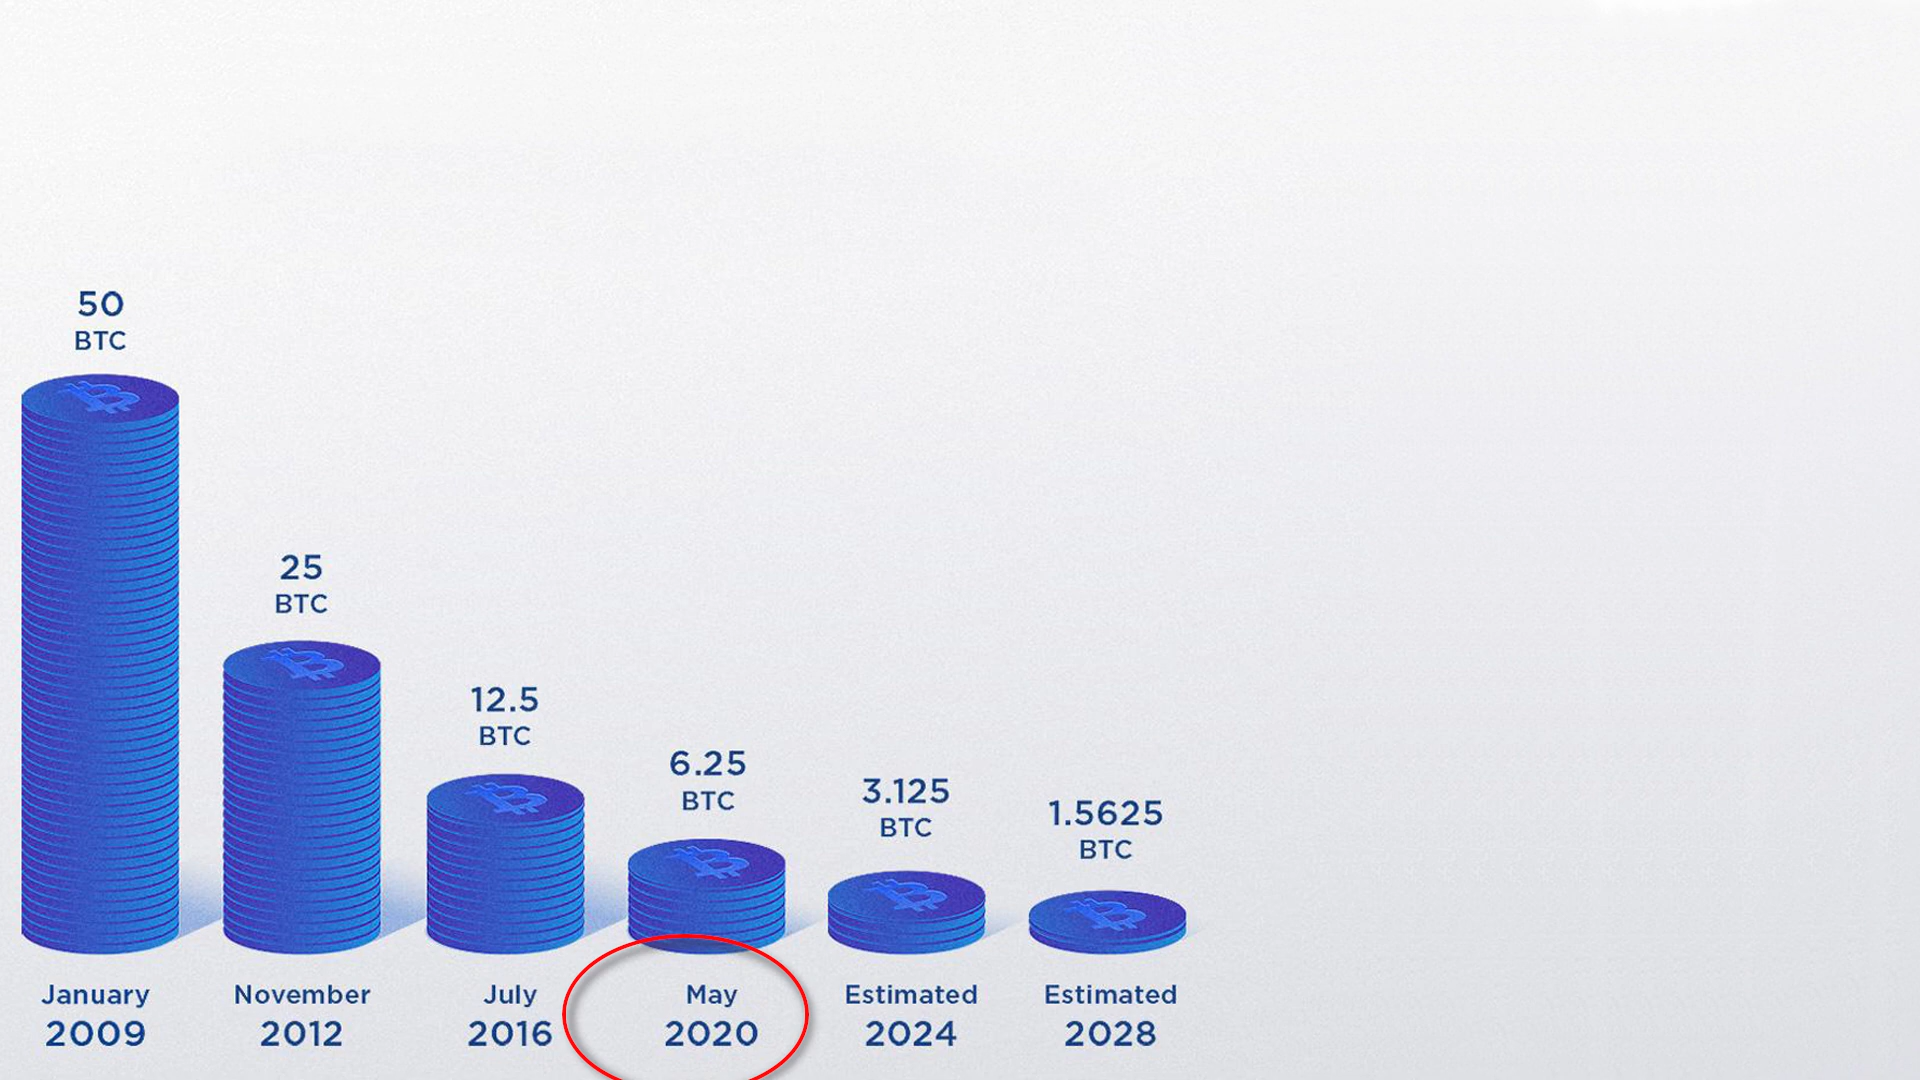 50
BTC
25
BTC
12.5
BTC
6.25
BTC
3.125
BTC
1.5625
BTC
January
2009
November
2012
July
2016
May
2020
Estimated
2024
Estimated
2028